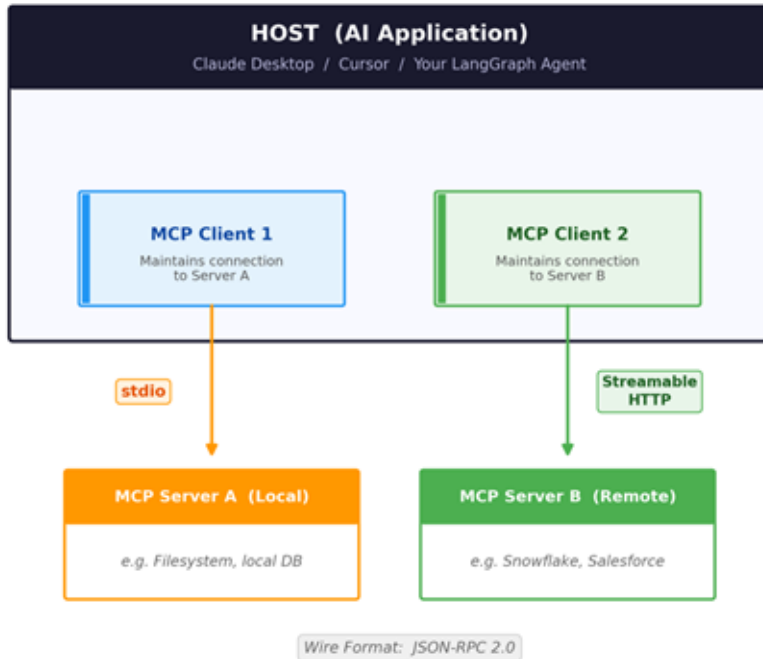 HOST (AI Application)
Claude Desktop / Cursor / Your LangGraph Agent
MCP Client 1
Maintains connection
to Server A
MCP Client 2
Maintains connection
to Server B
stdio
Streamable
HTTP
MCP Server A (Local)
e.g. Filesystem, local DB
MCP Server B (Remote)
e.g. Snowflake, Salesforce
Wire Format: JSON-RPC 2.0